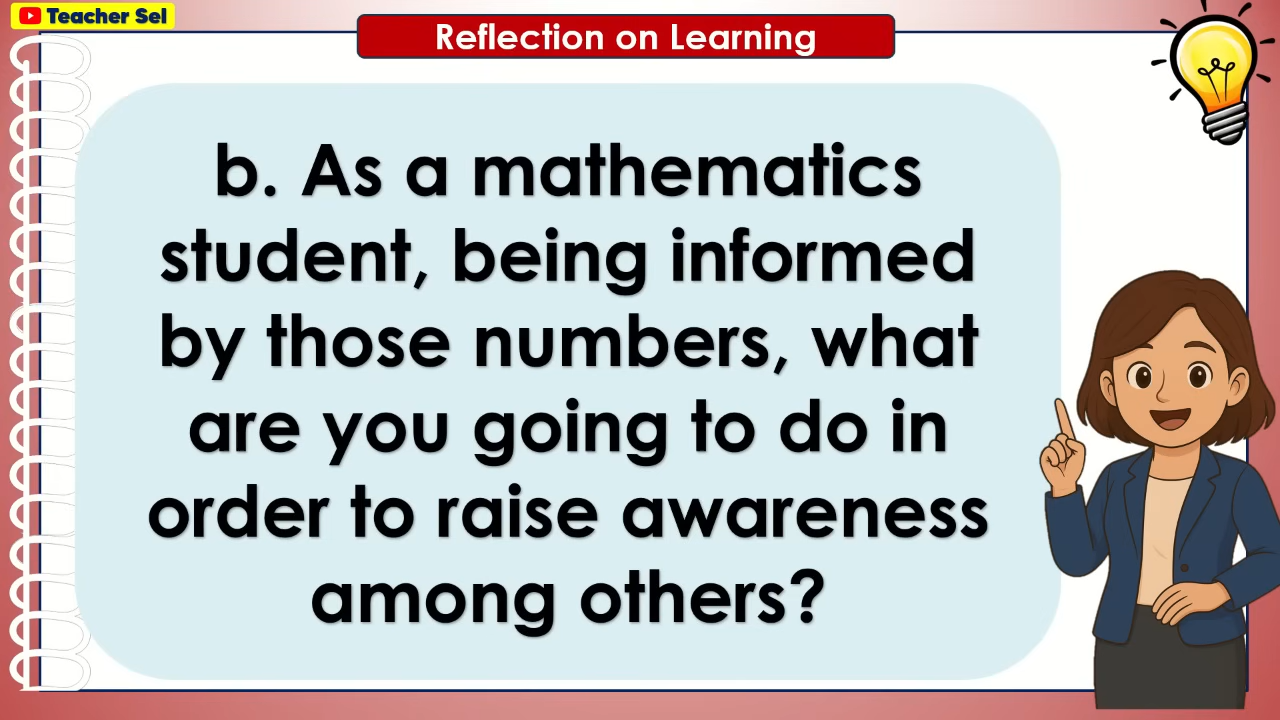 Teacher Sel
Reflection on Learning
b. As a mathematics
student, being informed
by those numbers, what
are you going to do in
order to raise awareness
among others?